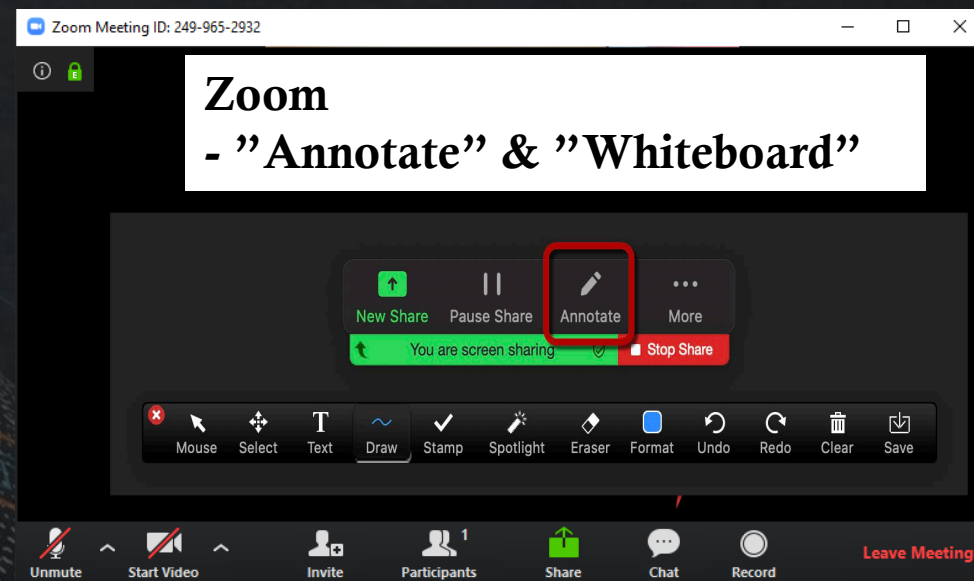 Zoom Meeting ID: 249-965-2932
E
Zoom
- ”Annotate” & ”Whiteboard”
New Share Pause Share Annotate More
You are screen sharing Stop Share
Mouse Select Text Draw Stamp Spotlight Eraser Format Undo Redo Clear Save
1
Unmute Start Video Invite Participants Share Chat Record Leave Meeting